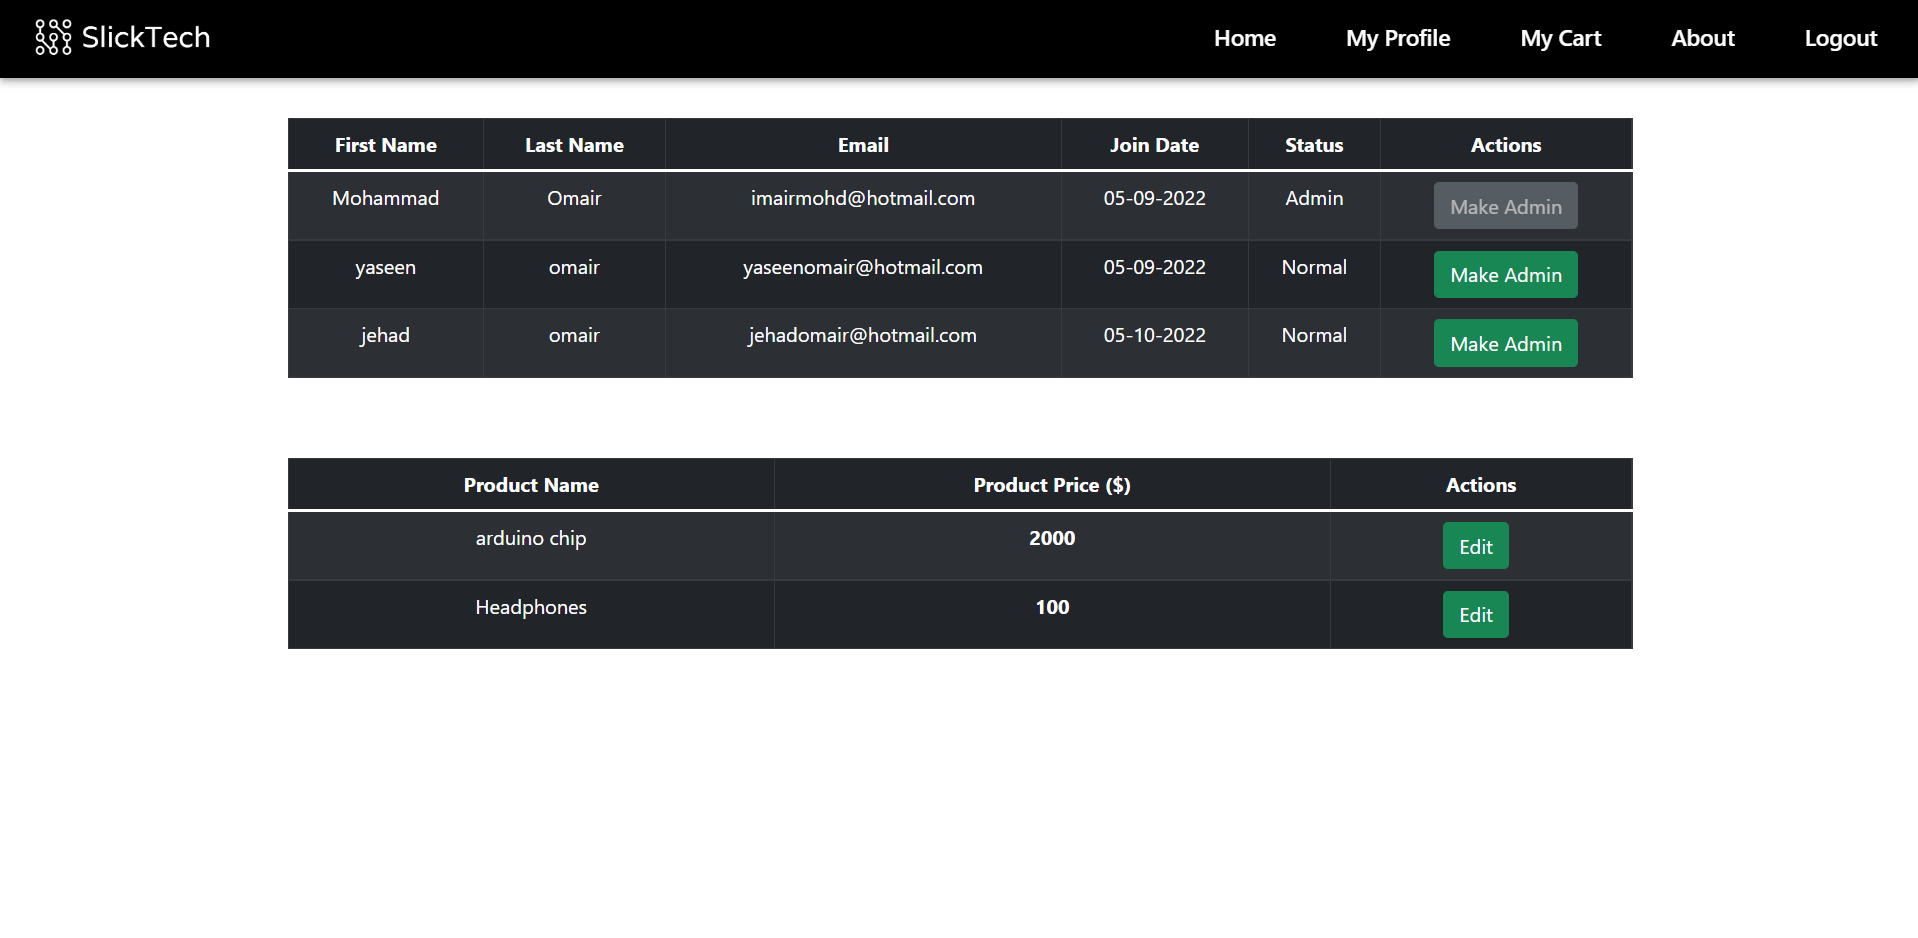 SlickTech Home My Profile My Cart About Logout
First Name Last Name Email Join Date Status Actions
Mohammad Omair imairmohd@hotmail.com 05-09-2022 Admin Make Admin
yaseen omair yaseenomair@hotmail.com 05-09-2022 Normal Make Admin
jehad omair jehadomair@hotmail.com 05-10-2022 Normal Make Admin
Product Name Product Price ($) Actions
arduino chip 2000 Edit
Headphones 100 Edit